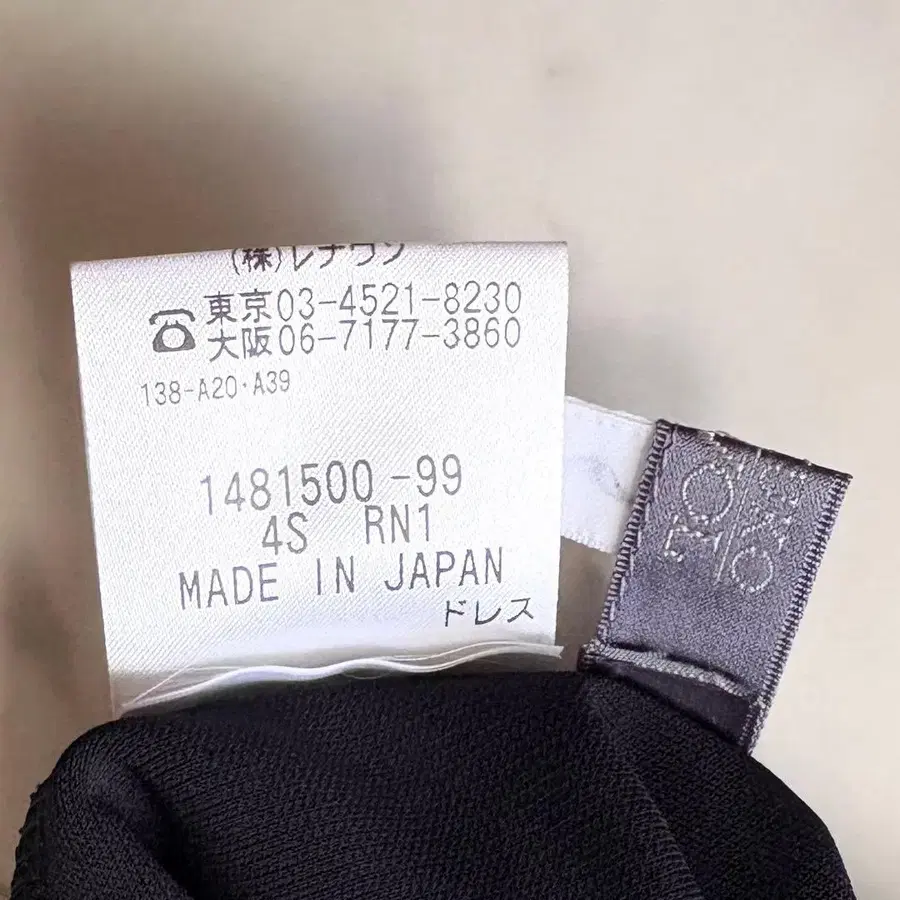 (株)レナウン
東京03-4521-8230
大阪06-7177-3860
138-A20・A39
1481500-99
4S RN1
MADE IN JAPAN
ドレス